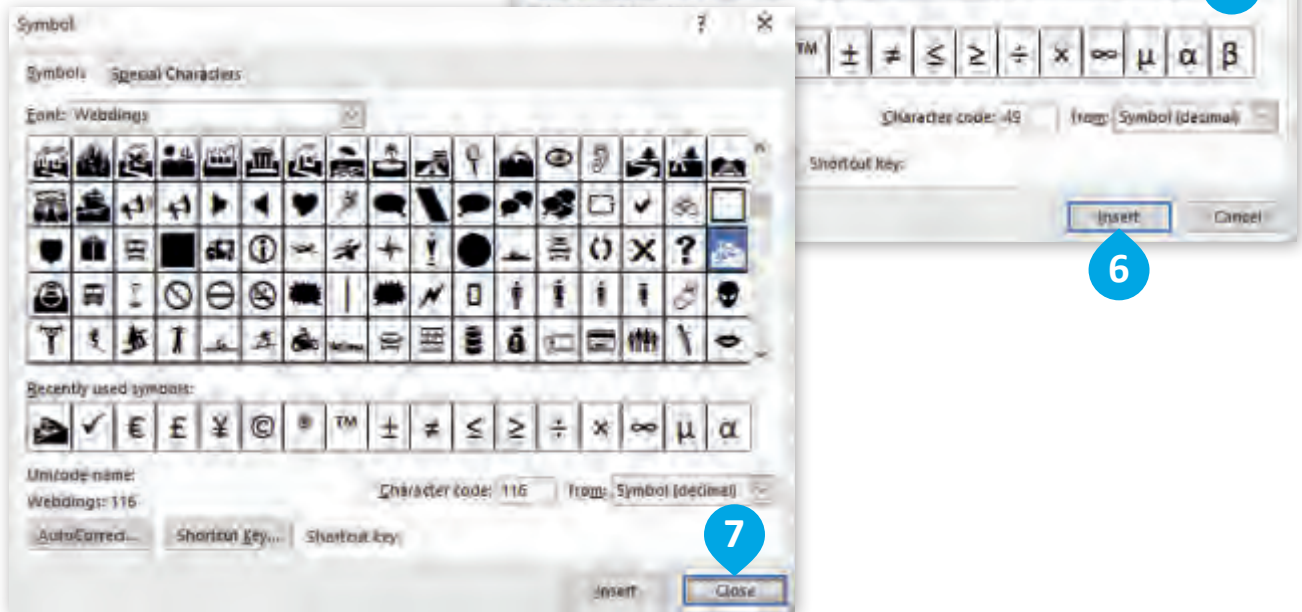 Symbol
Symbols Special Characters
Font: Webdings
Recently used symbols:
✓ € £ ¥ © ® ™ ± ≠ ≤ ≥ ÷ × ∞ µ α
Unicode name:
Webdings: 116
Character code: 116 from: Symbol (decimal)
AutoCorrect... Shortcut Key... Shortcut key:
7
Insert Close
™ ± ≠ ≤ ≥ ÷ × ∞ µ α β
Character code: 49 from: Symbol (decimal)
Shortcut key:
Insert Cancel
6